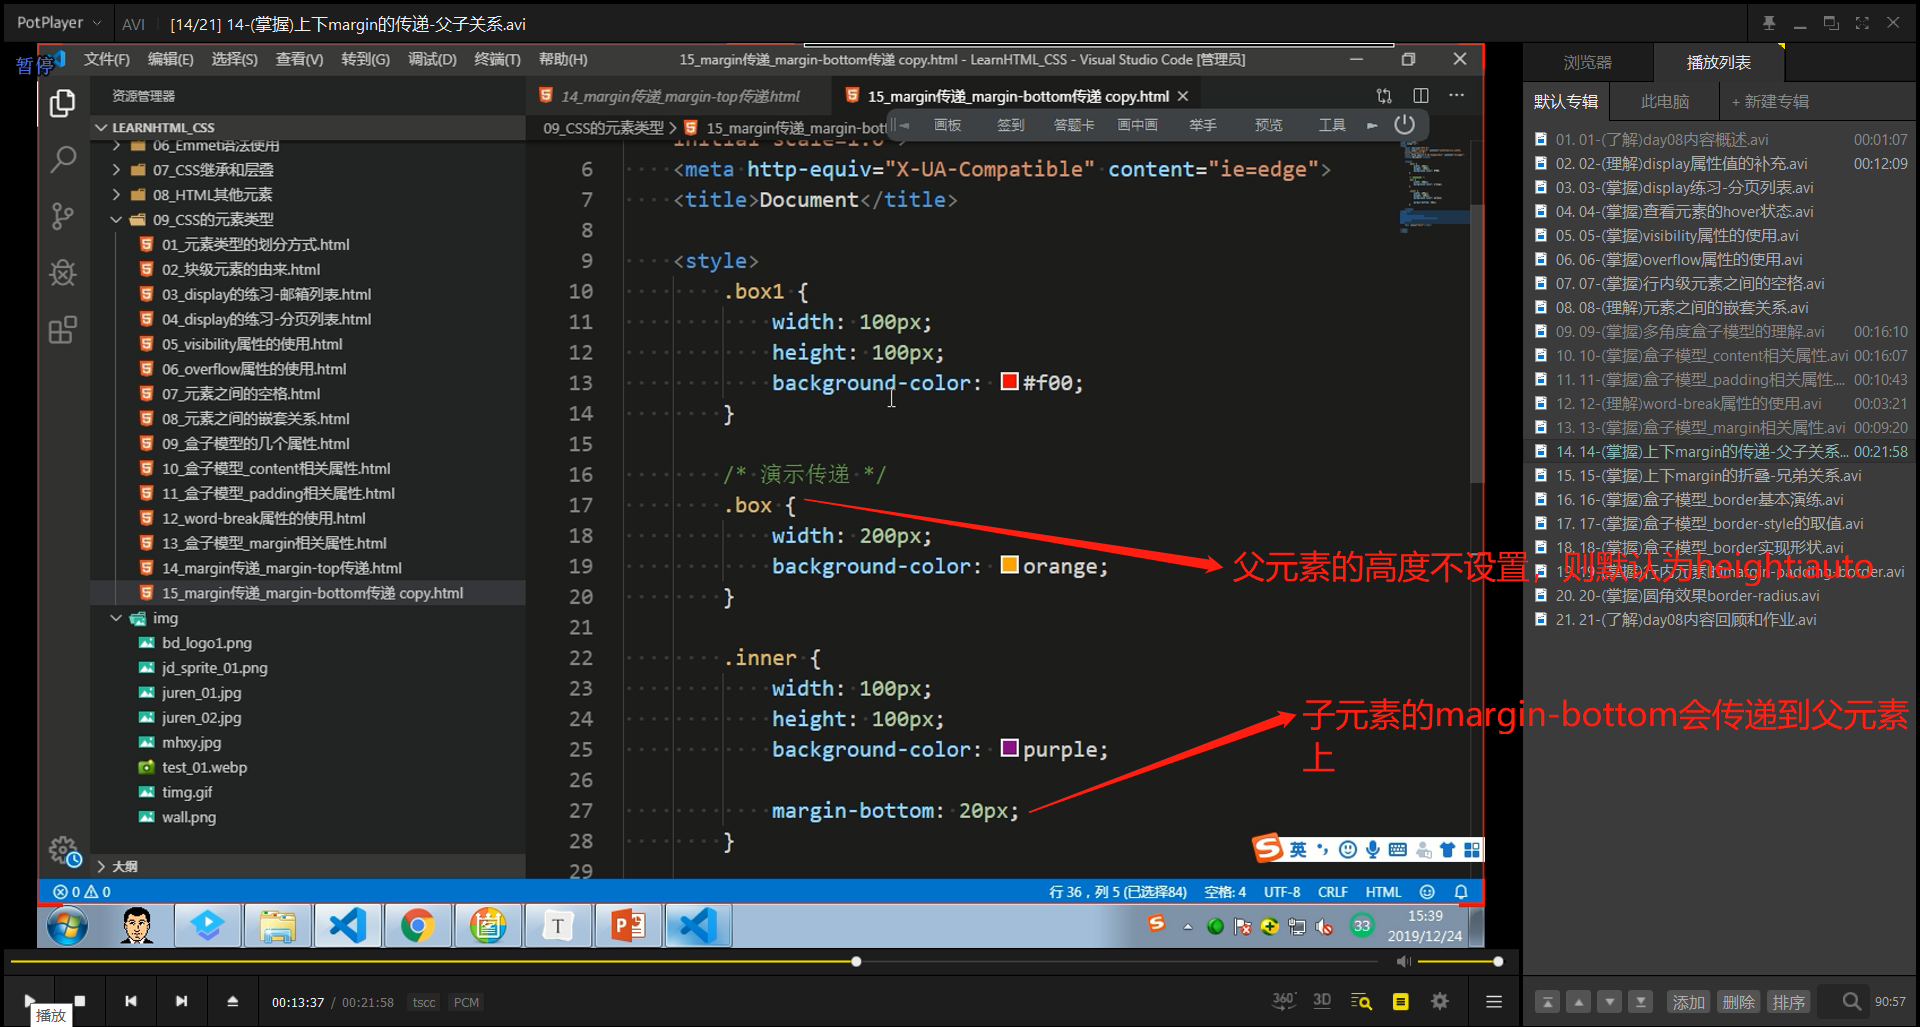 PotPlayer
AVI
[14/21] 14-(掌握)上下margin的传递-父子关系.avi
暂停
文件(F) 编辑(E) 选择(S) 查看(V) 转到(G) 调试(D) 终端(T) 帮助(H)
15_margin传递_margin-bottom传递 copy.html - LearnHTML_CSS - Visual Studio Code [管理员]
资源管理器
LEARNHTML_CSS
06_Emmet语法使用
07_CSS继承和层叠
08_HTML其他元素
09_CSS的元素类型
01_元素类型的划分方式.html
02_块级元素的由来.html
03_display的练习-邮箱列表.html
04_display的练习-分页列表.html
05_visibility属性的使用.html
06_overflow属性的使用.html
07_元素之间的空格.html
08_元素之间的嵌套关系.html
09_盒子模型的几个属性.html
10_盒子模型_content相关属性.html
11_盒子模型_padding相关属性.html
12_word-break属性的使用.html
13_盒子模型_margin相关属性.html
14_margin传递_margin-top传递.html
15_margin传递_margin-bottom传递 copy.html
img
bd_logo1.png
jd_sprite_01.png
juren_01.jpg
juren_02.jpg
mhxy.jpg
test_01.webp
timg.gif
wall.png
大纲
14_margin传递_margin-top传递.html
15_margin传递_margin-bottom传递 copy.html
09_CSS的元素类型 > 15_margin传递_margin-bot
画板 签到 答题卡 画中画 举手 预览 工具
initial-scale=1.0
6 <meta http-equiv="X-UA-Compatible" content="ie=edge">
7 <title>Document</title>
8
9 <style>
10 .box1 {
11 width: 100px;
12 height: 100px;
13 background-color: #f00;
14 }
15
16 /* 演示传递 */
17 .box {
18 width: 200px;
19 background-color: orange;
20 }
21
22 .inner {
23 width: 100px;
24 height: 100px;
25 background-color: purple;
26
27 margin-bottom: 20px;
28 }
29
父元素的高度不设置，则默认为height:auto
子元素的margin-bottom会传递到父元素
上
英
0 0
行 36，列 5 (已选择84) 空格: 4 UTF-8 CRLF HTML
T
33
15:39
2019/12/24
播放
00:13:37 / 00:21:58 tscc PCM
360° 3D
浏览器 播放列表
默认专辑 此电脑 + 新建专辑
01. 01-(了解)day08内容概述.avi 00:01:07
02. 02-(理解)display属性值的补充.avi 00:12:09
03. 03-(掌握)display练习-分页列表.avi
04. 04-(掌握)查看元素的hover状态.avi
05. 05-(掌握)visibility属性的使用.avi
06. 06-(掌握)overflow属性的使用.avi
07. 07-(掌握)行内级元素之间的空格.avi
08. 08-(理解)元素之间的嵌套关系.avi
09. 09-(掌握)多角度盒子模型的理解.avi 00:16:10
10. 10-(掌握)盒子模型_content相关属性.avi 00:16:07
11. 11-(掌握)盒子模型_padding相关属性.... 00:10:43
12. 12-(理解)word-break属性的使用.avi 00:03:21
13. 13-(掌握)盒子模型_margin相关属性.avi 00:09:20
14. 14-(掌握)上下margin的传递-父子关系... 00:21:58
15. 15-(掌握)上下margin的折叠-兄弟关系.avi
16. 16-(掌握)盒子模型_border基本演练.avi
17. 17-(掌握)盒子模型_border-style的取值.avi
18. 18-(掌握)盒子模型_border实现形状.avi
19. 19-(掌握)行内元素的margin-padding-border.avi
20. 20-(掌握)圆角效果border-radius.avi
21. 21-(了解)day08内容回顾和作业.avi
添加 删除 排序
90:57